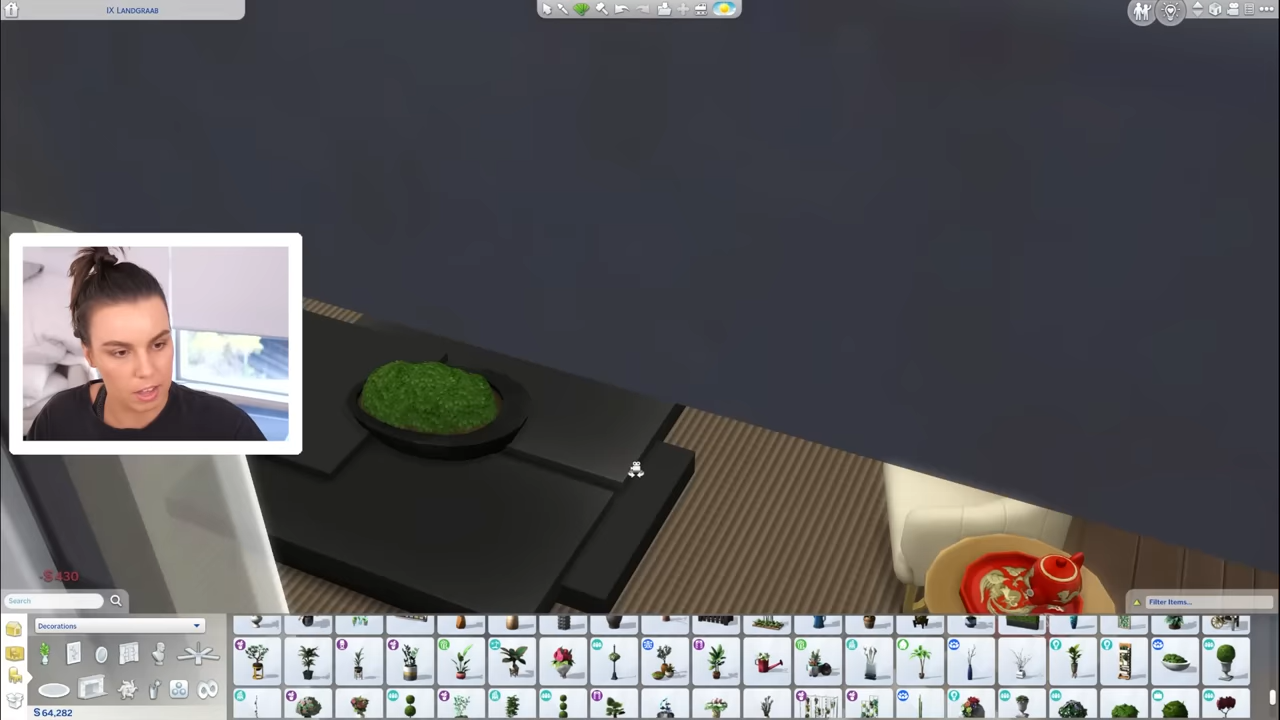 IX LANDGRAAB
-§430
Search
Filter Items...
Decorations
§64,282